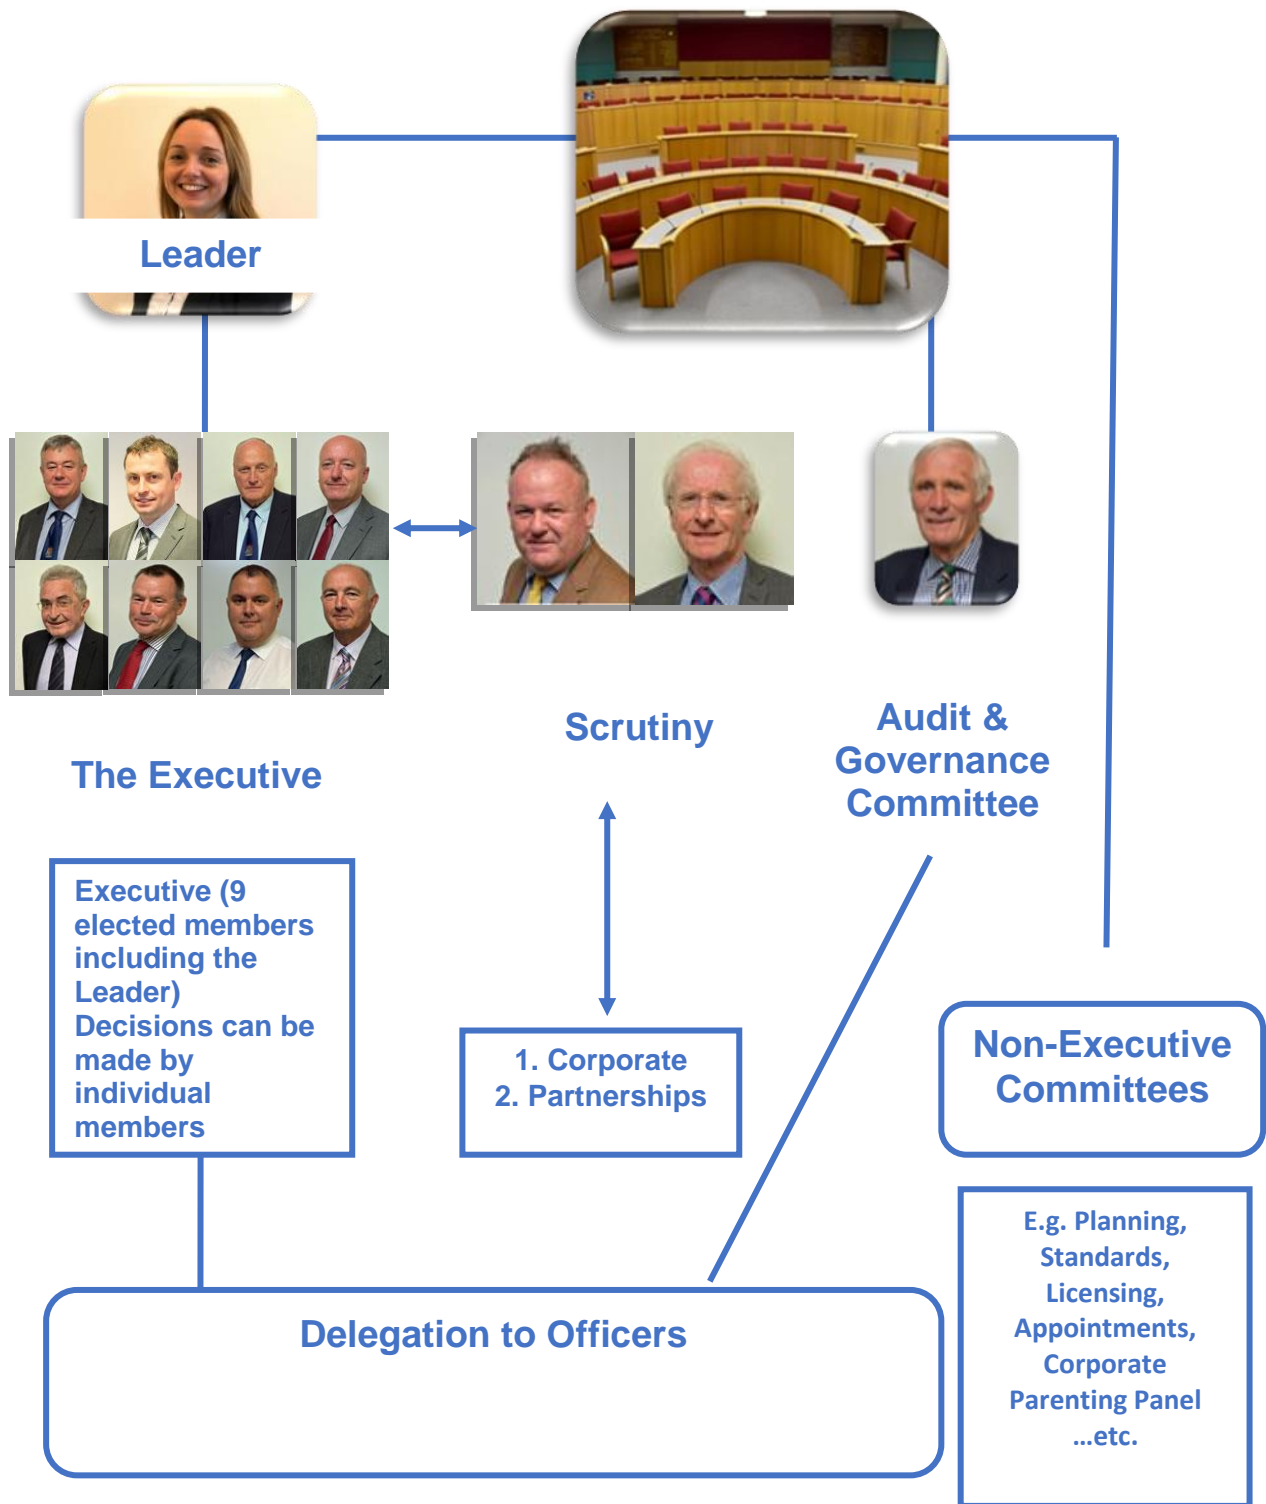 Leader
Scrutiny
Audit &
Governance
Committee
The Executive
Executive (9
elected members
including the
Leader)
Decisions can be
made by
individual
members
1. Corporate
2. Partnerships
Non-Executive
Committees
E.g. Planning,
Standards,
Licensing,
Appointments,
Corporate
Parenting Panel
...etc.
Delegation to Officers